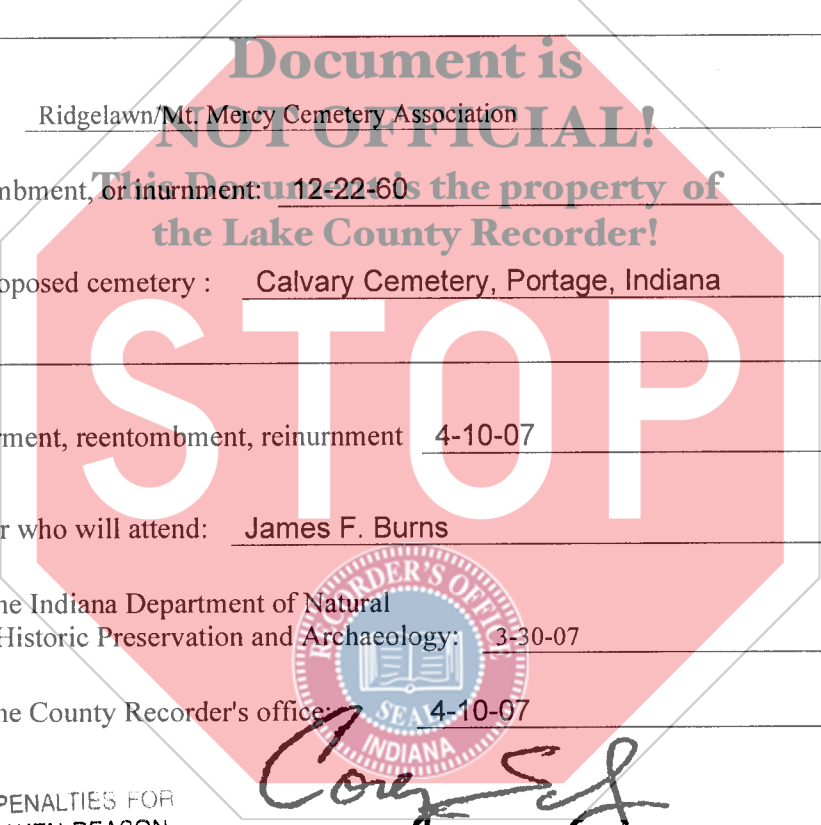 Document is
Ridgelawn/Mt. Mercy Cemetery Association
NOT OFFICIAL!
mbment, or inurnment: 12-22-60
This Document is the property of
the Lake County Recorder!
oposed cemetery : Calvary Cemetery, Portage, Indiana
STOP
rment, reentombment, reinurnment 4-10-07
r who will attend: James F. Burns
RECORDER'S OFFICE
ne Indiana Department of Natural
Historic Preservation and Archaeology: 3-30-07
ne County Recorder's office: 4-10-07
SEAL
INDIANA
PENALTIES FOR